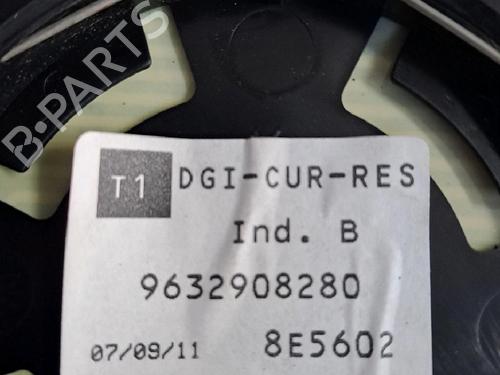 B-PARTS
T1 DGI-CUR-RES
Ind. B
9632908280
07/09/11 8E5602